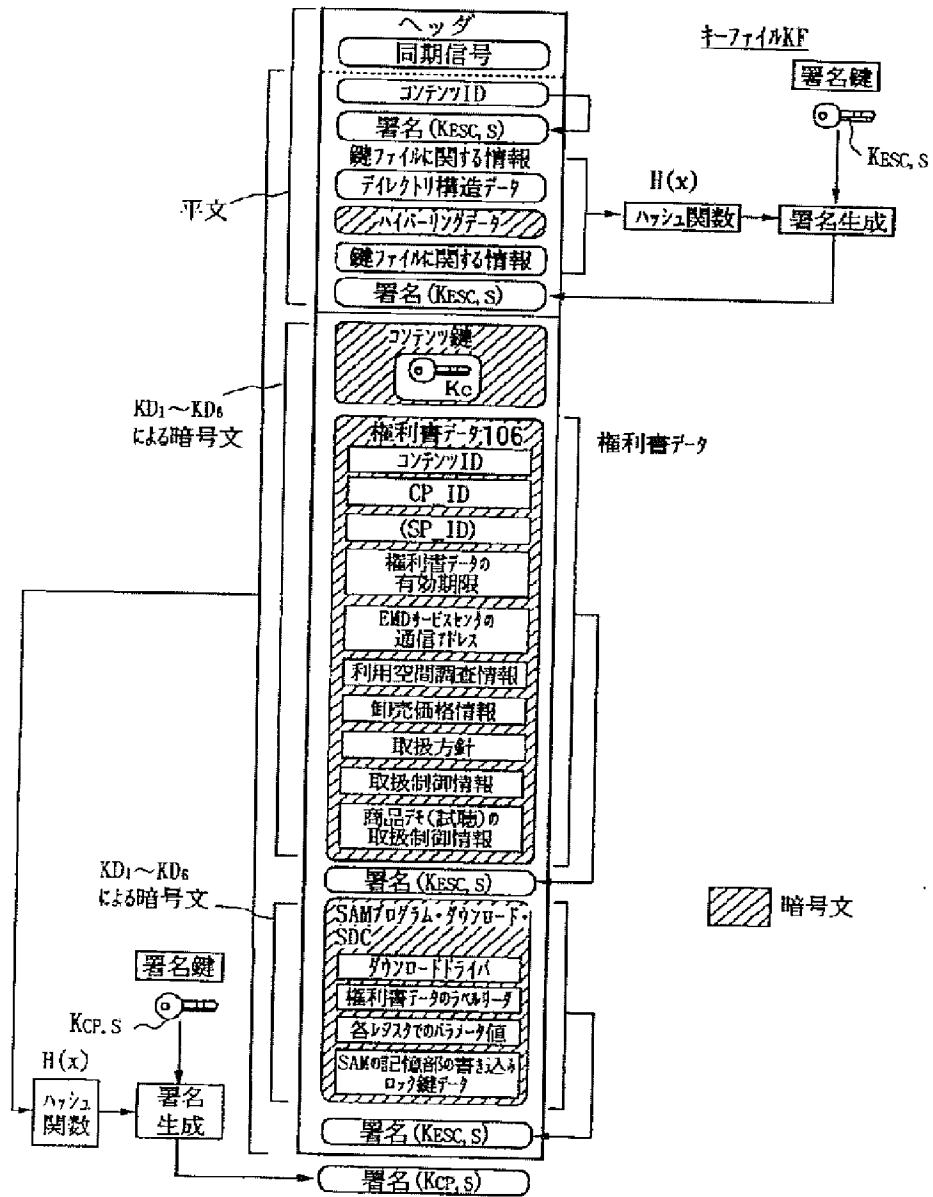 ヘッダ
同期信号
コンテンツID
署名(KESC,S)
鍵ファイルに関する情報
ディレクトリ構造データ
ハイパーリングデータ
鍵ファイルに関する情報
署名(KESC,S)
平文
キーファイルKF
署名鍵
KESC,S
H(x)
ハッシュ関数
署名生成
コンテンツ鍵
Kc
KD1～KD6
による暗号文
権利書データ106
コンテンツID
CP_ID
(SP_ID)
権利書データの
有効期限
EMDサービスセンタの
通信アドレス
利用空間調査情報
卸売価格情報
取扱方針
取扱制御情報
商品デモ(試聴)の
取扱制御情報
権利書データ
署名(KESC,S)
KD1～KD6
による暗号文
SAMプログラム・ダウンロード・
SDC
ダウンロードドライバ
権利書データのラベルリーダ
各レジスタでのパラメータ値
SAMの記憶部の書き込み
ロック鍵データ
署名(KESC,S)
暗号文
署名鍵
KCP,S
H(x)
ハッシュ
関数
署名
生成
署名(KCP,S)